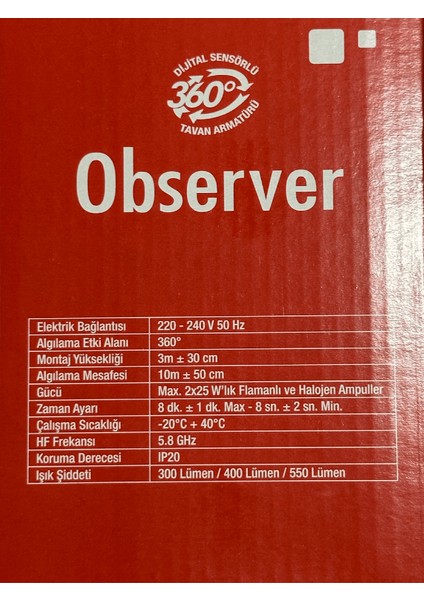 DİJİTAL SENSÖRLÜ
360°
TAVAN ARMATÜRÜ
Observer
Elektrik Bağlantısı 220 - 240 V 50 Hz
Algılama Etki Alanı 360°
Montaj Yüksekliği 3m ± 30 cm
Algılama Mesafesi 10m ± 50 cm
Gücü Max. 2x25 W'lık Flamanlı ve Halojen Ampuller
Zaman Ayarı 8 dk. ± 1 dk. Max - 8 sn. ± 2 sn. Min.
Çalışma Sıcaklığı -20°C + 40°C
HF Frekansı 5.8 GHz
Koruma Derecesi IP20
Işık Şiddeti 300 Lümen / 400 Lümen / 550 Lümen